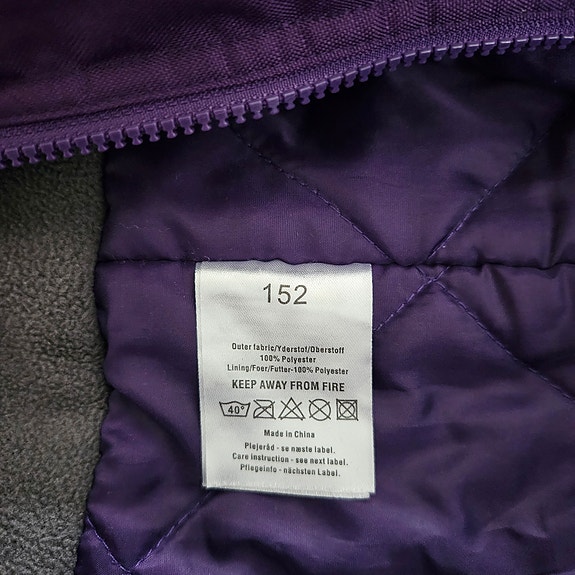 152
Outer fabric/Yderstof/Oberstoff
100% Polyester
Lining/Foer/Futter-100% Polyester
KEEP AWAY FROM FIRE
40°
Made in China
Plejeråd - se næste label.
Care instruction - see next label.
Pflegeinfo - nächsten Label.